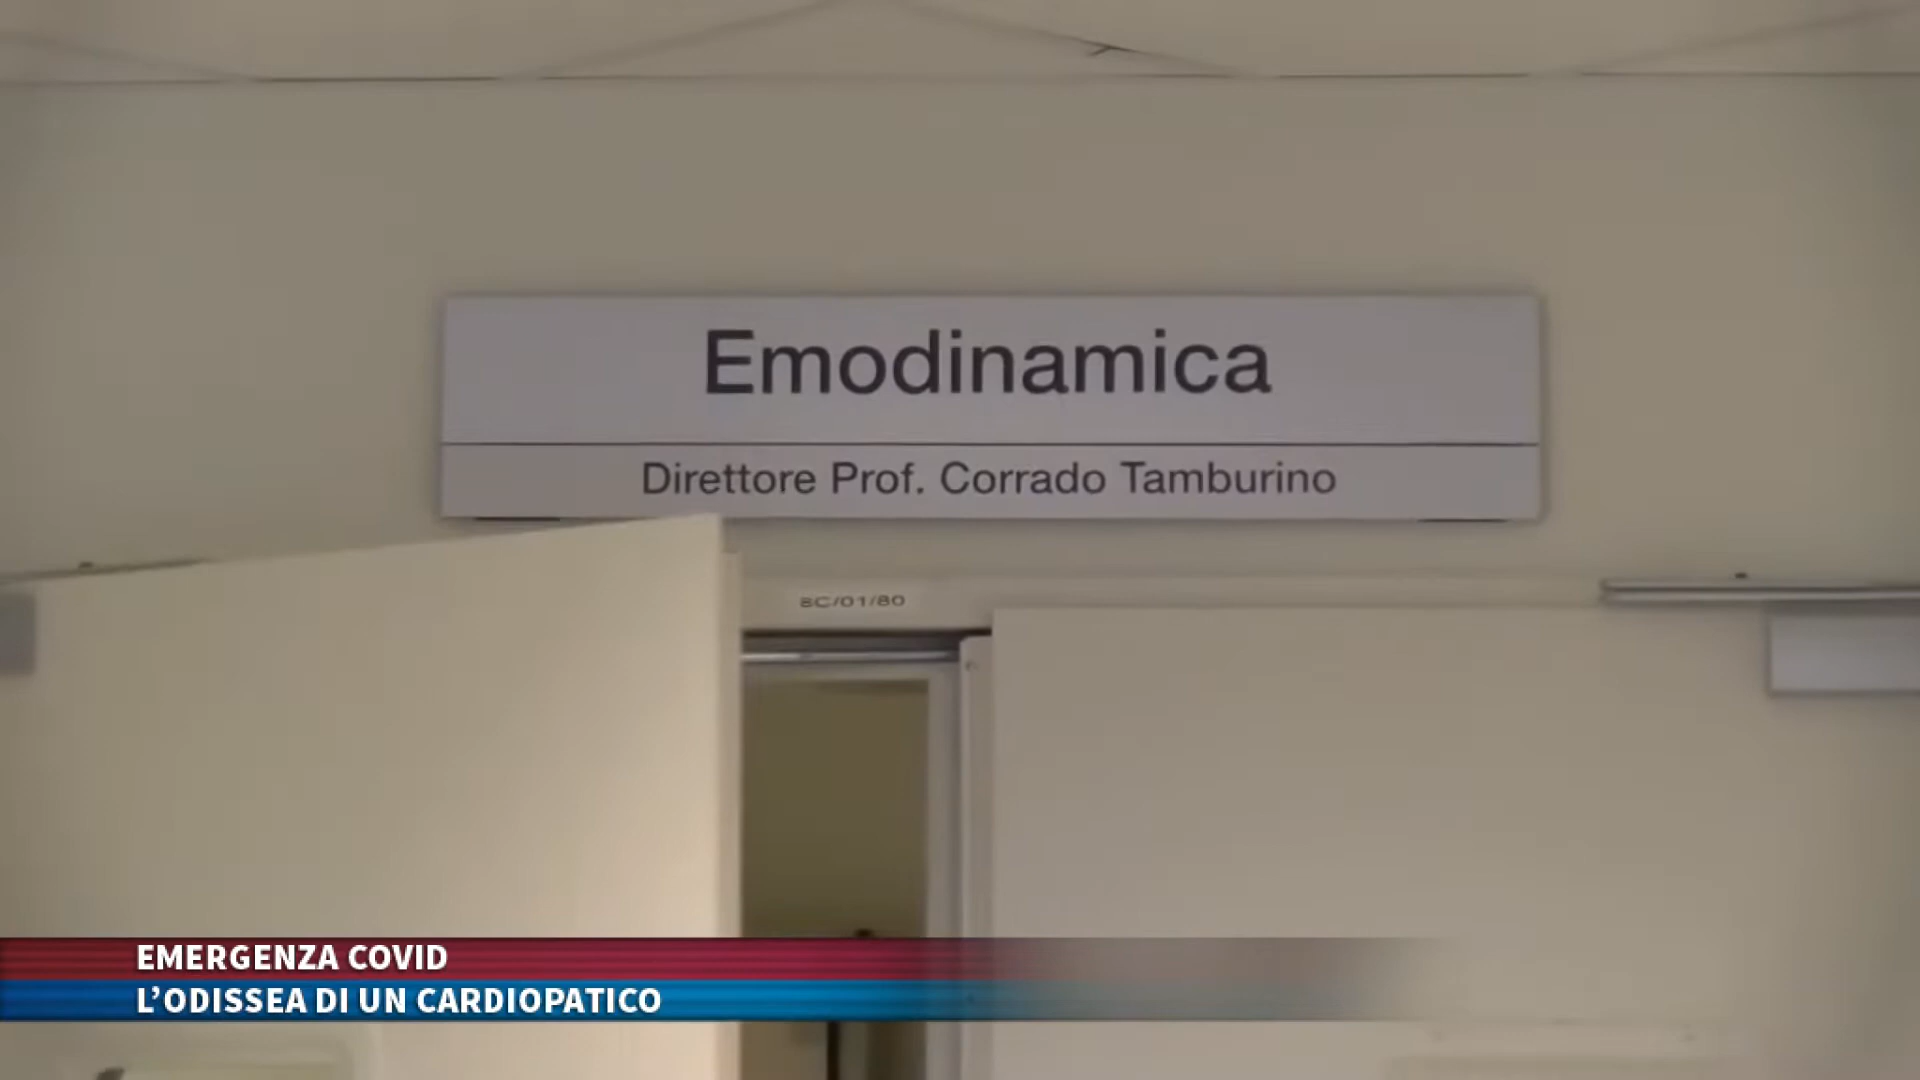 Emodinamica
Direttore Prof. Corrado Tamburino
8C/01/80
EMERGENZA COVID
L'ODISSEA DI UN CARDIOPATICO